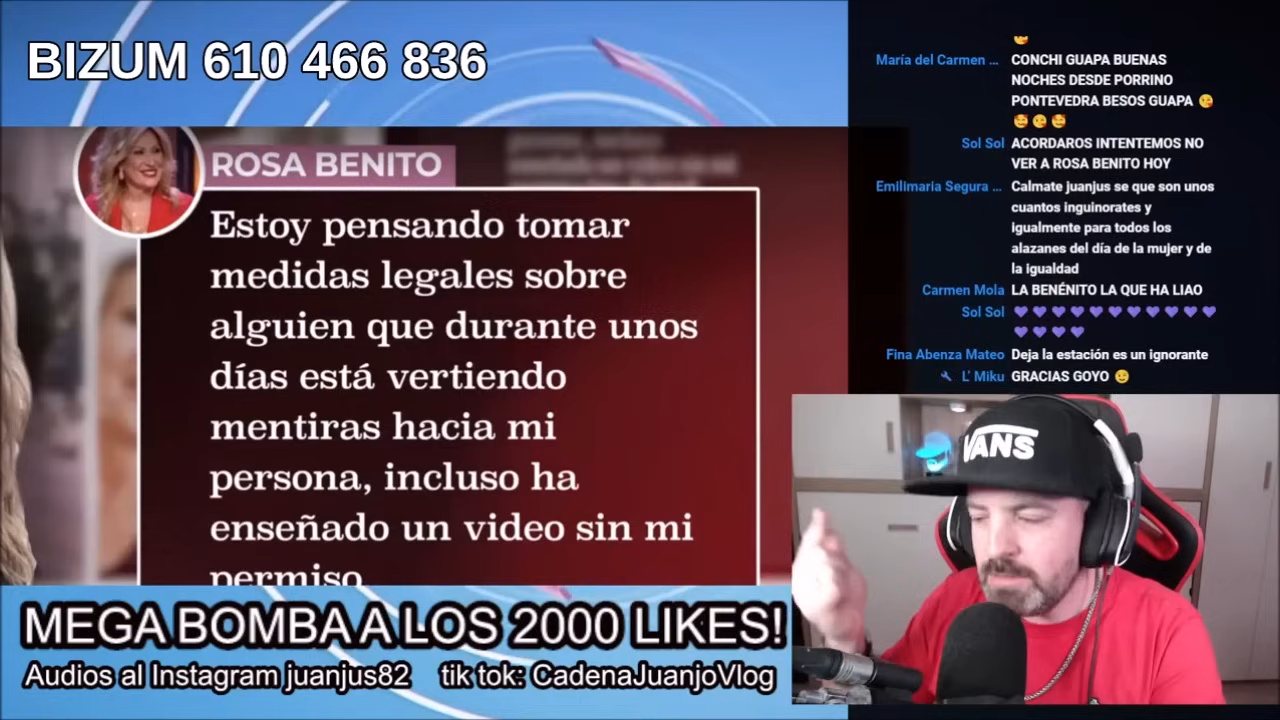 BIZUM 610 466 836
ROSA BENITO
Estoy pensando tomar
medidas legales sobre
alguien que durante unos
días está vertiendo
mentiras hacia mi
persona, incluso ha
enseñado un video sin mi
permiso
MEGA BOMBA A LOS 2000 LIKES!
Audios al Instagram juanjus82 tik tok: CadenaJuanjoVlog
María del Carmen ... CONCHI GUAPA BUENAS
NOCHES DESDE PORRINO
PONTEVEDRA BESOS GUAPA 😘
🤩😘🤩
Sol Sol ACORDAROS INTENTEMOS NO
VER A ROSA BENITO HOY
Emilimaria Segura ... Calmate juanjus se que son unos
cuantos inguinorates y
igualmente para todos los
alazanes del día de la mujer y de
la igualdad
Carmen Mola LA BENÉNITO LA QUE HA LIAO
Sol Sol 💜💜💜💜💜💜💜💜💜💜💜
💜💜💜💜
Fina Abenza Mateo Deja la estación es un ignorante
L' Miku GRACIAS GOYO 😉
VANS